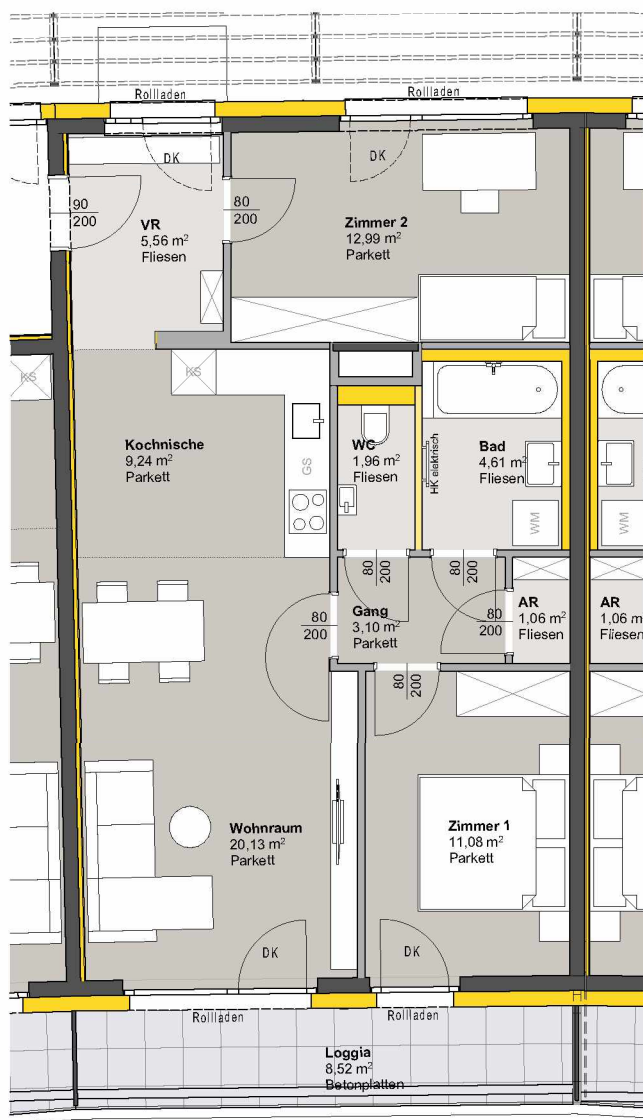 Rollladen
Rollladen
DK
DK
90
200
80
200
VR
5,56 m²
Fliesen
Zimmer 2
12,99 m²
Parkett
KS
KS
Kochnische
9,24 m²
Parkett
GS
WC
1,96 m²
Fliesen
HK elektrisch
Bad
4,61 m²
Fliesen
WM
WM
80
200
80
200
Gang
3,10 m²
Parkett
80
200
80
200
AR
1,06 m²
Fliesen
AR
1,06 m
Fliesen
80
200
Wohnraum
20,13 m²
Parkett
Zimmer 1
11,08 m²
Parkett
DK
DK
Rollladen
Rollladen
Loggia
8,52 m²
Betonplatten